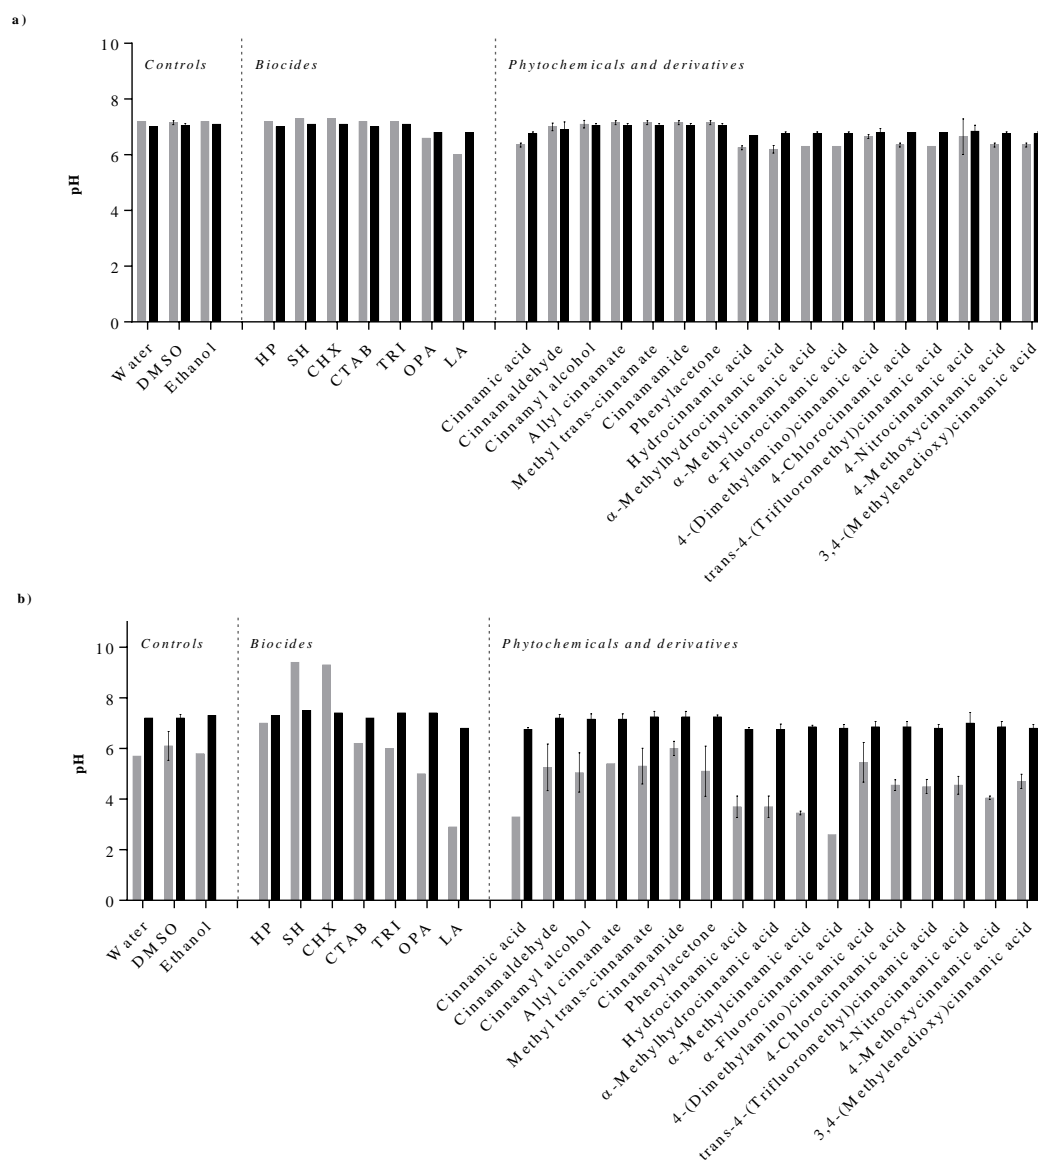 a)
10
8
6
4
2
0
pH
Controls
Biocides
Phytochemicals and derivatives
Water
DMSO
Ethanol
HP
SH
CHX
CTAB
TRI
OPA
LA
Cinnamic acid
Cinnamaldehyde
Cinnamyl alcohol
Allyl cinnamate
Methyl trans-cinnamate
Cinnamamide
Phenylacetone
Hydrocinnamic acid
α-Methylhydrocinnamic acid
α-Methylcinnamic acid
α-Fluorocinnamic acid
4-(Dimethylamino)cinnamic acid
4-Chlorocinnamic acid
trans-4-(Trifluoromethyl)cinnamic acid
4-Nitrocinnamic acid
4-Methoxycinnamic acid
3,4-(Methylenedioxy)cinnamic acid
b)
10
8
6
4
2
0
pH
Controls
Biocides
Phytochemicals and derivatives
Water
DMSO
Ethanol
HP
SH
CHX
CTAB
TRI
OPA
LA
Cinnamic acid
Cinnamaldehyde
Cinnamyl alcohol
Allyl cinnamate
Methyl trans-cinnamate
Cinnamamide
Phenylacetone
Hydrocinnamic acid
α-Methylhydrocinnamic acid
α-Methylcinnamic acid
α-Fluorocinnamic acid
4-(Dimethylamino)cinnamic acid
4-Chlorocinnamic acid
trans-4-(Trifluoromethyl)cinnamic acid
4-Nitrocinnamic acid
4-Methoxycinnamic acid
3,4-(Methylenedioxy)cinnamic acid